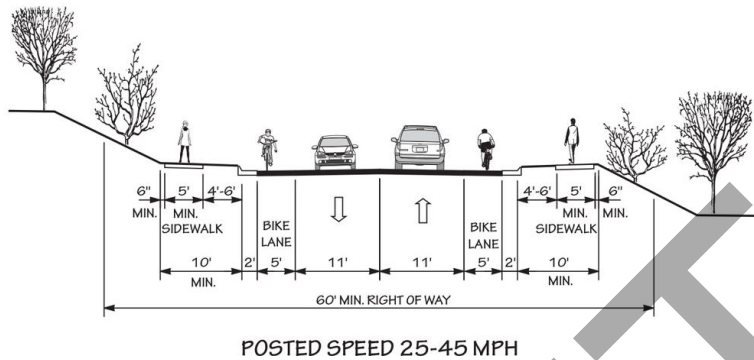 6" 5' 4'-6' 4'-6' 5' 6"
MIN. MIN. MIN. MIN.
SIDEWALK BIKE BIKE SIDEWALK
LANE LANE
10' 2' 5' 11' 11' 5' 2' 10'
MIN. MIN.
60' MIN. RIGHT OF WAY
POSTED SPEED 25-45 MPH